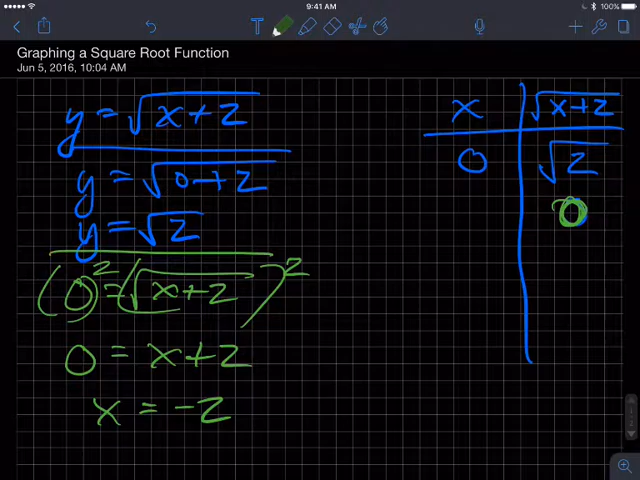 9:41 AM
100%
T
Graphing a Square Root Function
Jun 5, 2016, 10:04 AM
y = √(x+2)
y = √(0+2)
y = √2
(0)² = (√(x+2))²
0 = x+2
x = -2
x | √(x+2)
0 | √2
0